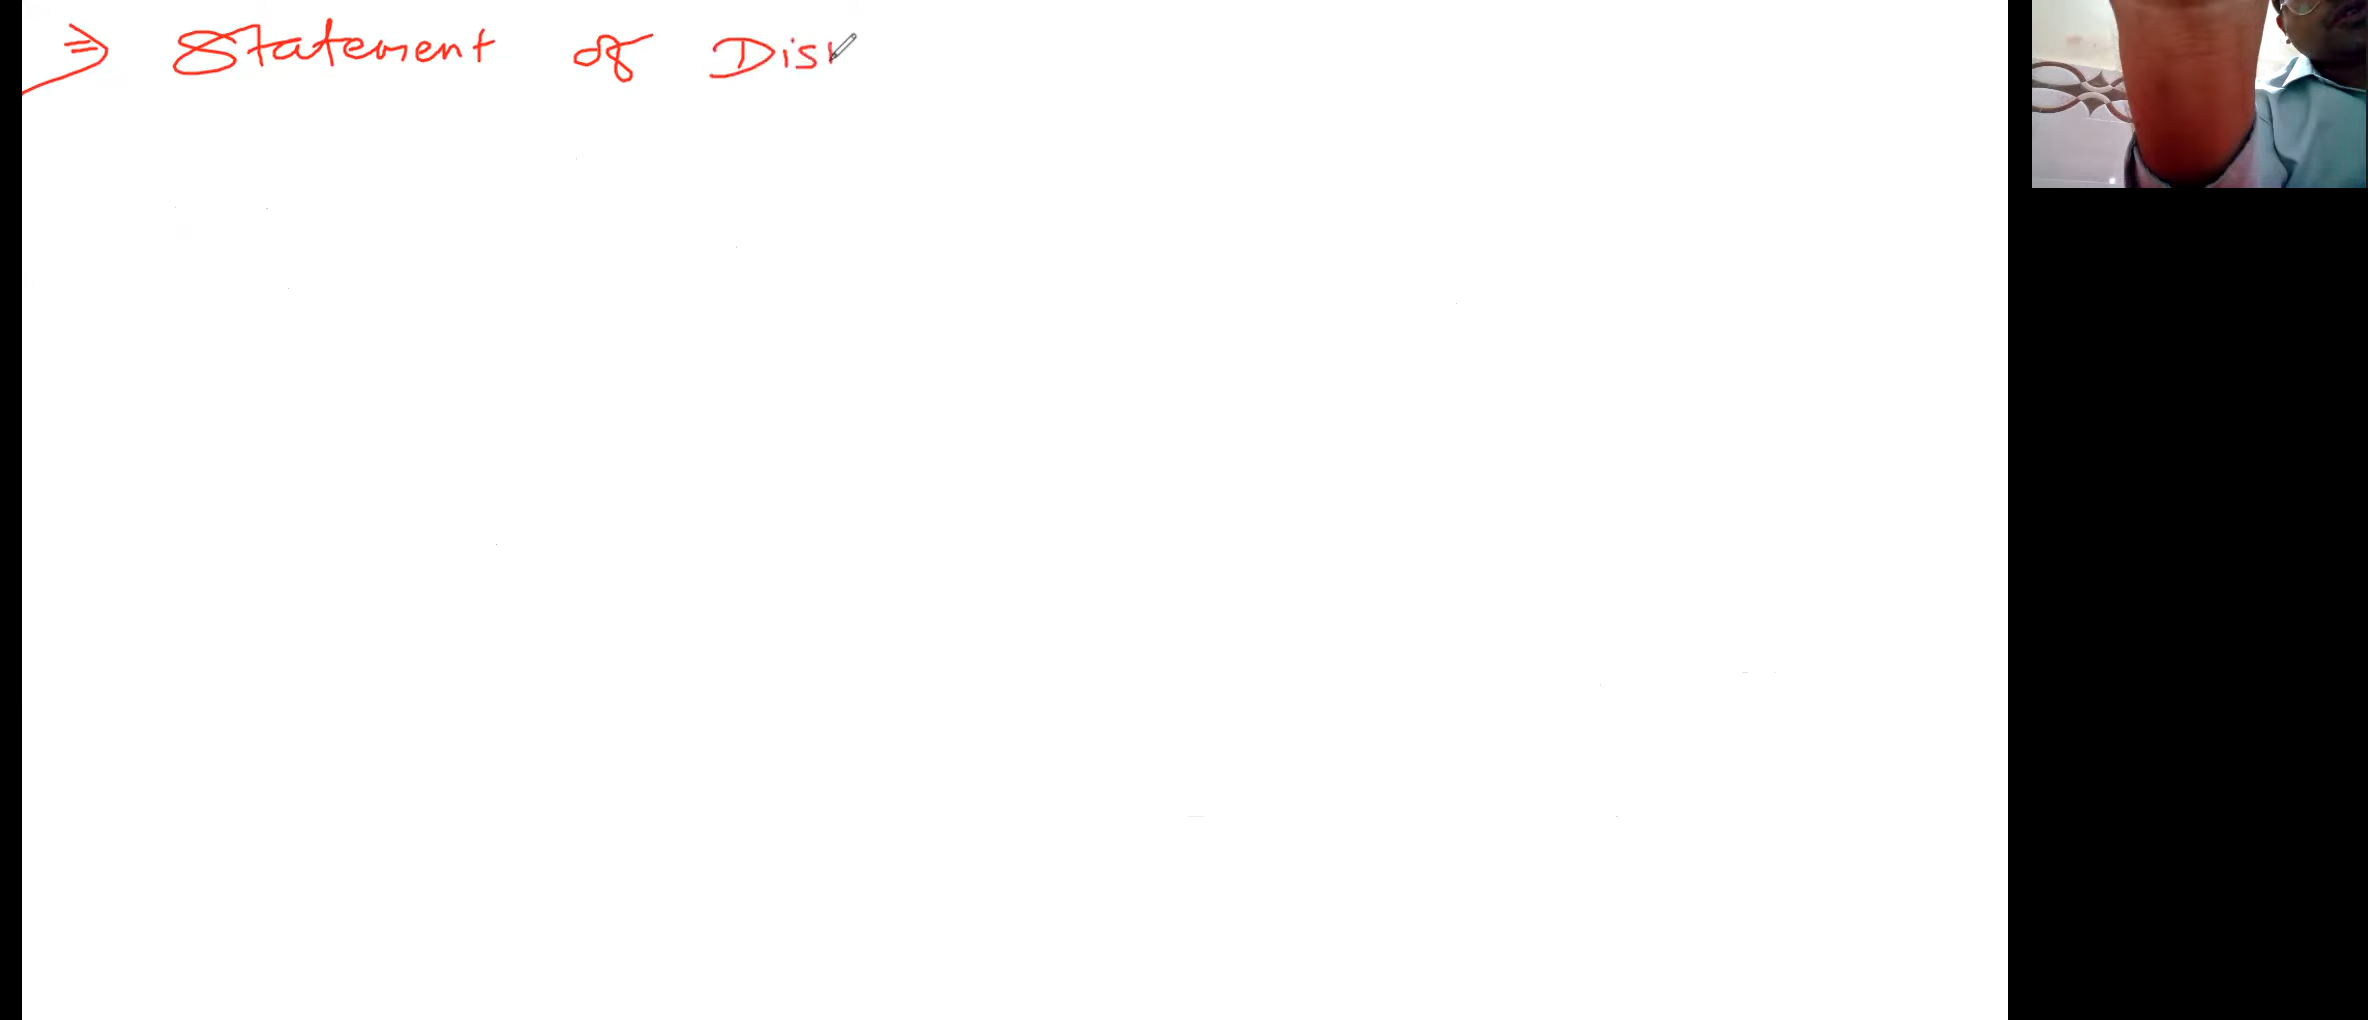 ⇒ Statement of Dis